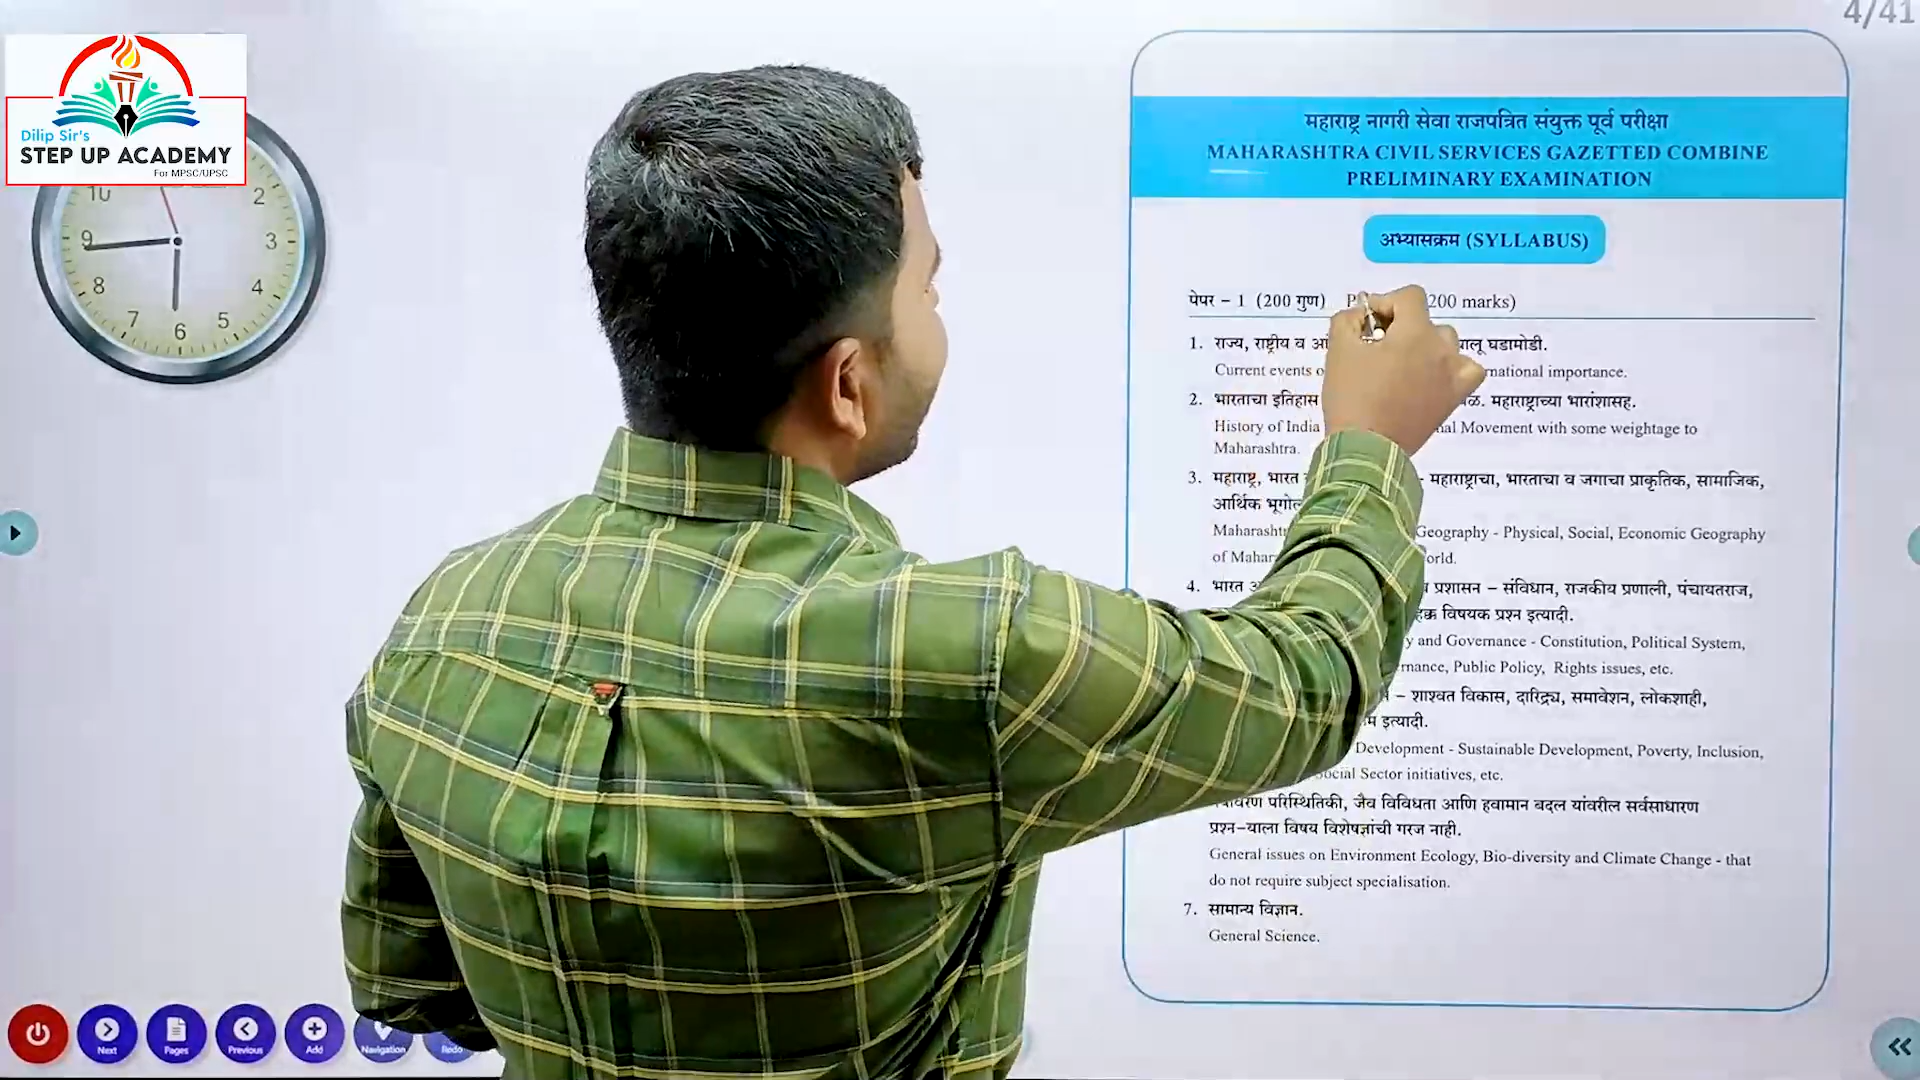 4/41
Dilip Sir's
STEP UP ACADEMY
For MPSC/UPSC
10 2
9 3
8 4
7 6 5
महाराष्ट्र नागरी सेवा राजपत्रित संयुक्त पूर्व परीक्षा
MAHARASHTRA CIVIL SERVICES GAZETTED COMBINE
PRELIMINARY EXAMINATION
अभ्यासक्रम (SYLLABUS)
पेपर – 1 (200 गुण) 200 marks)
1. राज्य, राष्ट्रीय व घडामोडी.
Current events importance.
2. भारताचा इतिहास महाराष्ट्राच्या भारांशासह.
History of India Movement with some weightage to
Maharashtra.
3. महाराष्ट्र, भारत - महाराष्ट्राचा, भारताचा व जगाचा प्राकृतिक, सामाजिक,
आर्थिक
Geography - Physical, Social, Economic Geography
of
4. भारत प्रशासन – संविधान, राजकीय प्रणाली, पंचायतराज,
विषयक प्रश्न इत्यादी.
and Governance - Constitution, Political System,
Public Policy, Rights issues, etc.
– शाश्वत विकास, दारिद्र्य, समावेशन, लोकशाही,
इत्यादी.
Development - Sustainable Development, Poverty, Inclusion,
Social Sector initiatives, etc.
परिस्थितिकी, जैव विविधता आणि हवामान बदल यांवरील सर्वसाधारण
प्रश्न–याला विषय विशेषज्ञांची गरज नाही.
General issues on Environment Ecology, Bio-diversity and Climate Change - that
do not require subject specialisation.
7. सामान्य विज्ञान.
General Science.
Next Pages Previous Add Navigation Redo